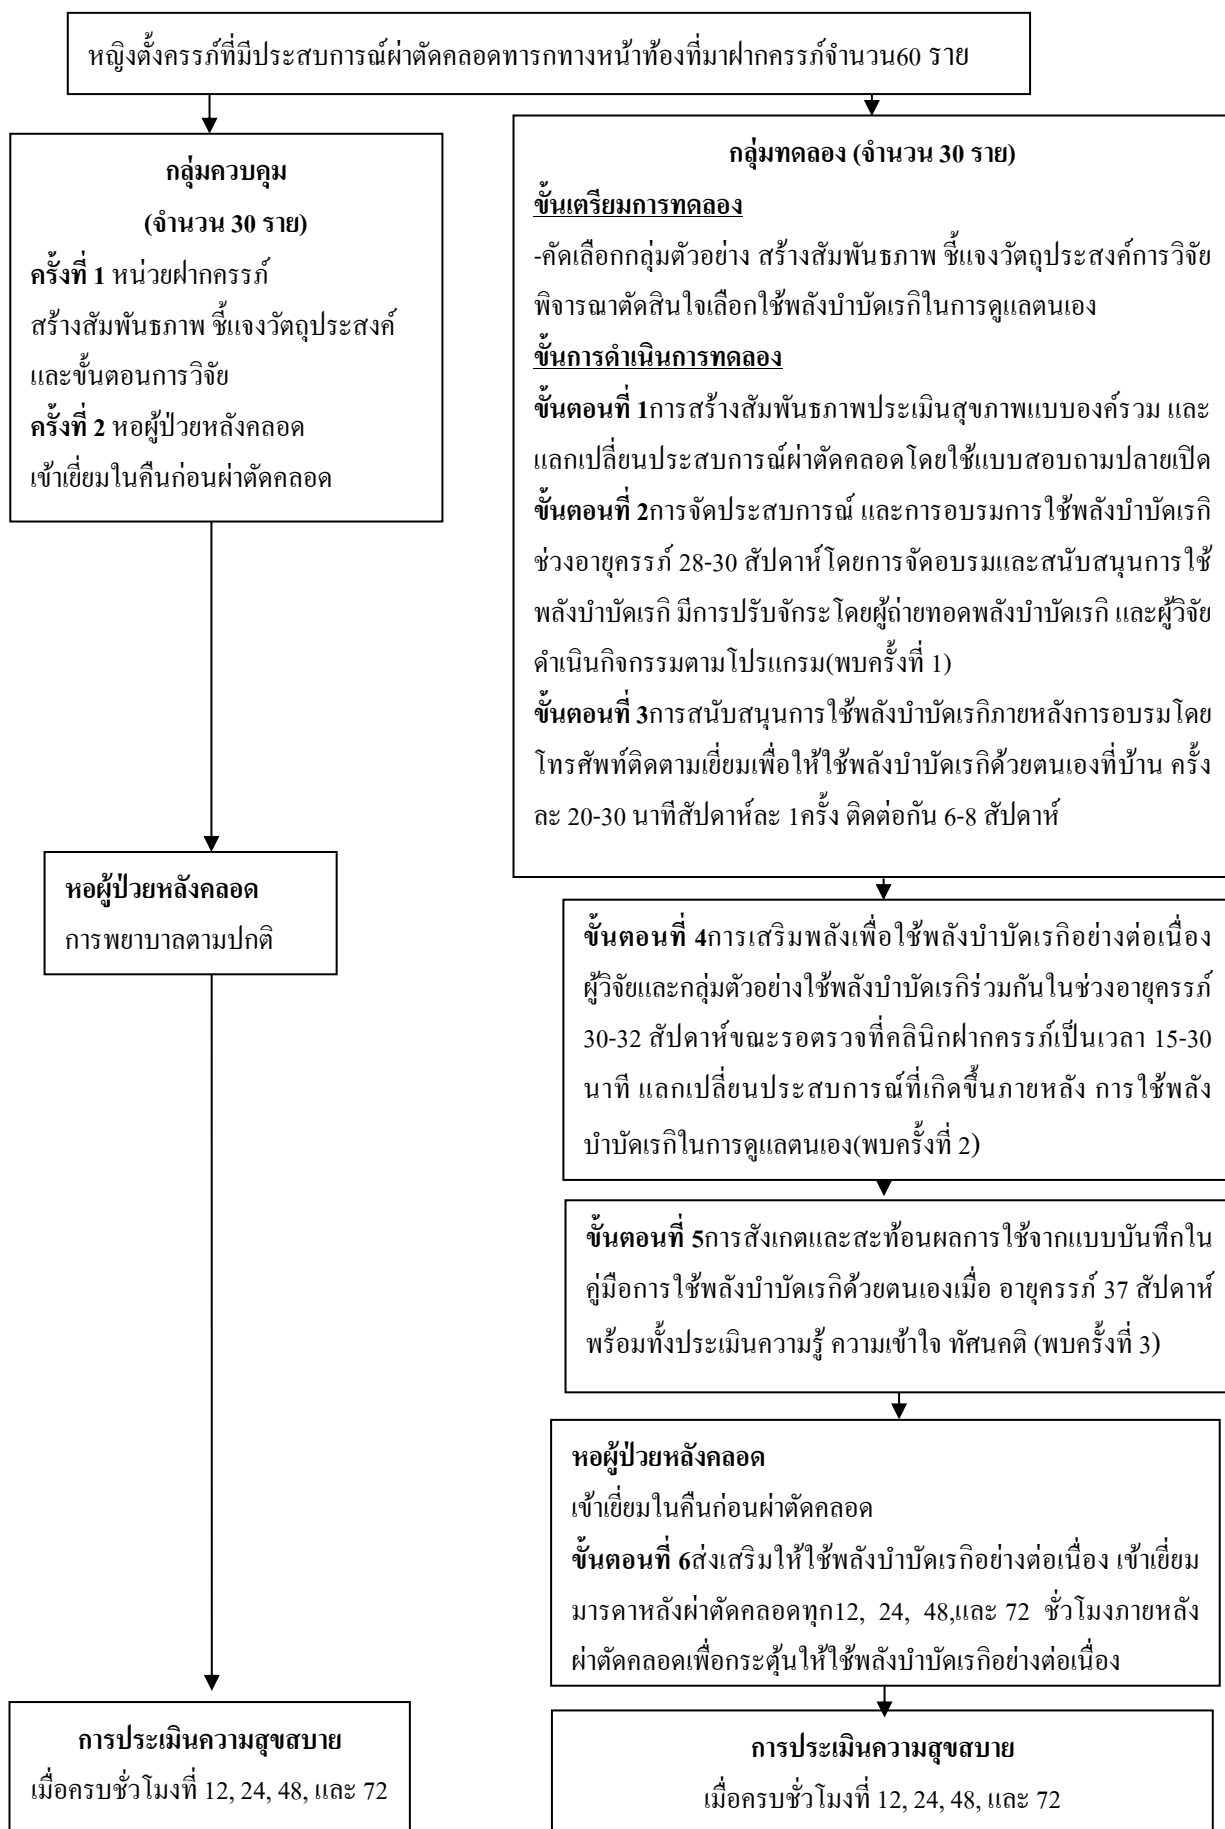 หญิงตั้งครรภ์ที่มีประสบการณ์ผ่าตัดคลอดทารกทางหน้าท้องที่มาฝากครรภ์จำนวน60 ราย
กลุ่มควบคุม
(จำนวน 30 ราย)
ครั้งที่ 1 หน่วยฝากครรภ์
สร้างสัมพันธภาพ ชี้แจงวัตถุประสงค์
และขั้นตอนการวิจัย
ครั้งที่ 2 หอผู้ป่วยหลังคลอด
เข้าเยี่ยมในคืนก่อนผ่าตัดคลอด
หอผู้ป่วยหลังคลอด
การพยาบาลตามปกติ
การประเมินความสุขสบาย
เมื่อครบชั่วโมงที่ 12, 24, 48, และ 72
กลุ่มทดลอง (จำนวน 30 ราย)
ขั้นเตรียมการทดลอง
-คัดเลือกกลุ่มตัวอย่าง สร้างสัมพันธภาพ ชี้แจงวัตถุประสงค์การวิจัย
พิจารณาตัดสินใจเลือกใช้พลังบำบัดเรกิในการดูแลตนเอง
ขั้นการดำเนินการทดลอง
ขั้นตอนที่ 1การสร้างสัมพันธภาพประเมินสุขภาพแบบองค์รวม และ
แลกเปลี่ยนประสบการณ์ผ่าตัดคลอดโดยใช้แบบสอบถามปลายเปิด
ขั้นตอนที่ 2การจัดประสบการณ์ และการอบรมการใช้พลังบำบัดเรกิ
ช่วงอายุครรภ์ 28-30 สัปดาห์โดยการจัดอบรมและสนับสนุนการใช้
พลังบำบัดเรกิ มีการปรับจักระโดยผู้ถ่ายทอดพลังบำบัดเรกิ และผู้วิจัย
ดำเนินกิจกรรมตามโปรแกรม(พบครั้งที่ 1)
ขั้นตอนที่ 3การสนับสนุนการใช้พลังบำบัดเรกิภายหลังการอบรมโดย
โทรศัพท์ติดตามเยี่ยมเพื่อให้ใช้พลังบำบัดเรกิด้วยตนเองที่บ้าน ครั้ง
ละ 20-30 นาทีสัปดาห์ละ 1ครั้ง ติดต่อกัน 6-8 สัปดาห์
ขั้นตอนที่ 4การเสริมพลังเพื่อใช้พลังบำบัดเรกิอย่างต่อเนื่อง
ผู้วิจัยและกลุ่มตัวอย่างใช้พลังบำบัดเรกิร่วมกันในช่วงอายุครรภ์
30-32 สัปดาห์ขณะรอตรวจที่คลินิกฝากครรภ์เป็นเวลา 15-30
นาที แลกเปลี่ยนประสบการณ์ที่เกิดขึ้นภายหลัง การใช้พลัง
บำบัดเรกิในการดูแลตนเอง(พบครั้งที่ 2)
ขั้นตอนที่ 5การสังเกตและสะท้อนผลการใช้จากแบบบันทึกใน
คู่มือการใช้พลังบำบัดเรกิด้วยตนเองเมื่อ อายุครรภ์ 37 สัปดาห์
พร้อมทั้งประเมินความรู้ ความเข้าใจ ทัศนคติ (พบครั้งที่ 3)
หอผู้ป่วยหลังคลอด
เข้าเยี่ยมในคืนก่อนผ่าตัดคลอด
ขั้นตอนที่ 6ส่งเสริมให้ใช้พลังบำบัดเรกิอย่างต่อเนื่อง เข้าเยี่ยม
มารดาหลังผ่าตัดคลอดทุก12, 24, 48,และ 72 ชั่วโมงภายหลัง
ผ่าตัดคลอดเพื่อกระตุ้นให้ใช้พลังบำบัดเรกิอย่างต่อเนื่อง
การประเมินความสุขสบาย
เมื่อครบชั่วโมงที่ 12, 24, 48, และ 72